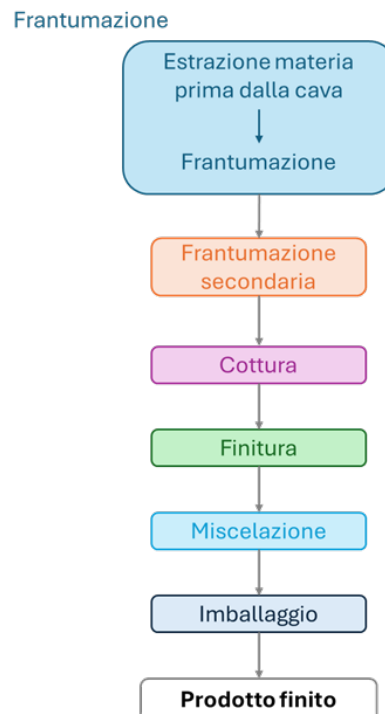 Frantumazione
Estrazione materia
prima dalla cava
Frantumazione
Frantumazione
secondaria
Cottura
Finitura
Miscelazione
Imballaggio
Prodotto finito